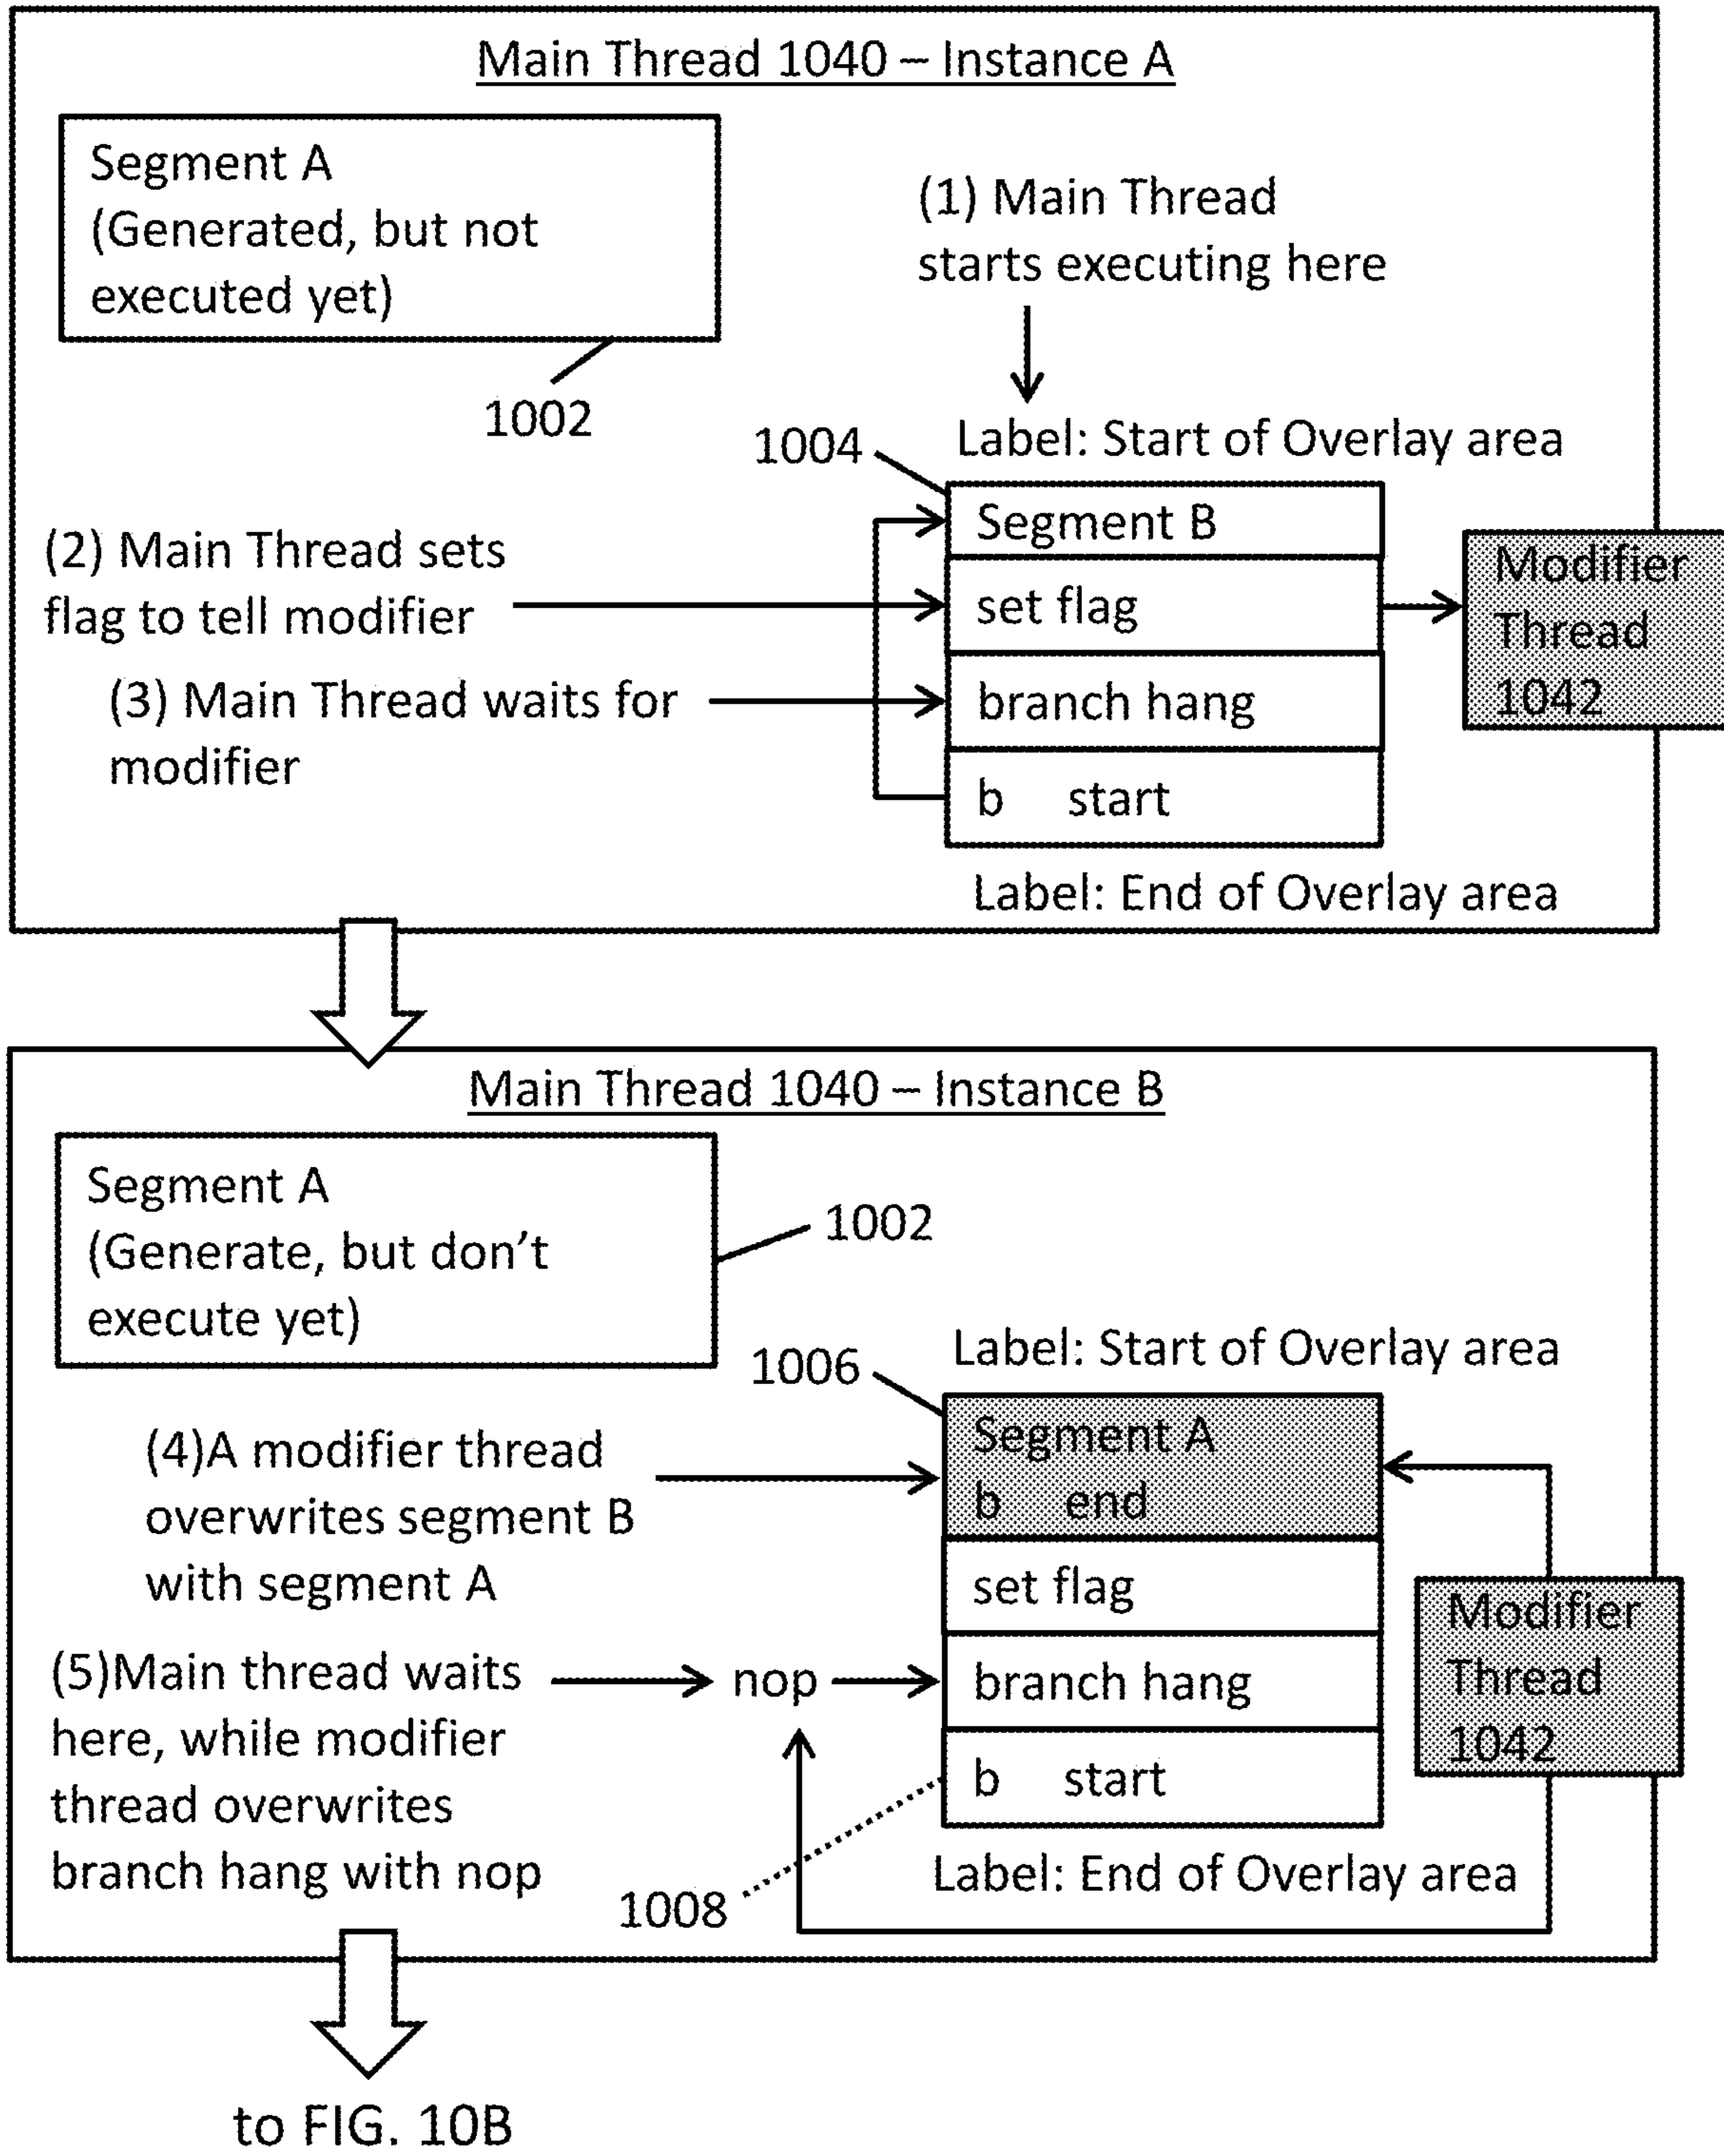 Main Thread 1040 – Instance A
Segment A
(Generated, but not
executed yet)
1002
(1) Main Thread
starts executing here
1004
Label: Start of Overlay area
Segment B
(2) Main Thread sets
flag to tell modifier
set flag
Modifier
Thread
1042
(3) Main Thread waits for
modifier
branch hang
b start
Label: End of Overlay area
Main Thread 1040 – Instance B
Segment A
(Generate, but don't
execute yet)
1002
1006
Label: Start of Overlay area
(4)A modifier thread
overwrites segment B
with segment A
Segment A
b end
set flag
Modifier
Thread
1042
(5)Main thread waits
here, while modifier
thread overwrites
branch hang with nop
nop
branch hang
b start
1008
Label: End of Overlay area
to FIG. 10B